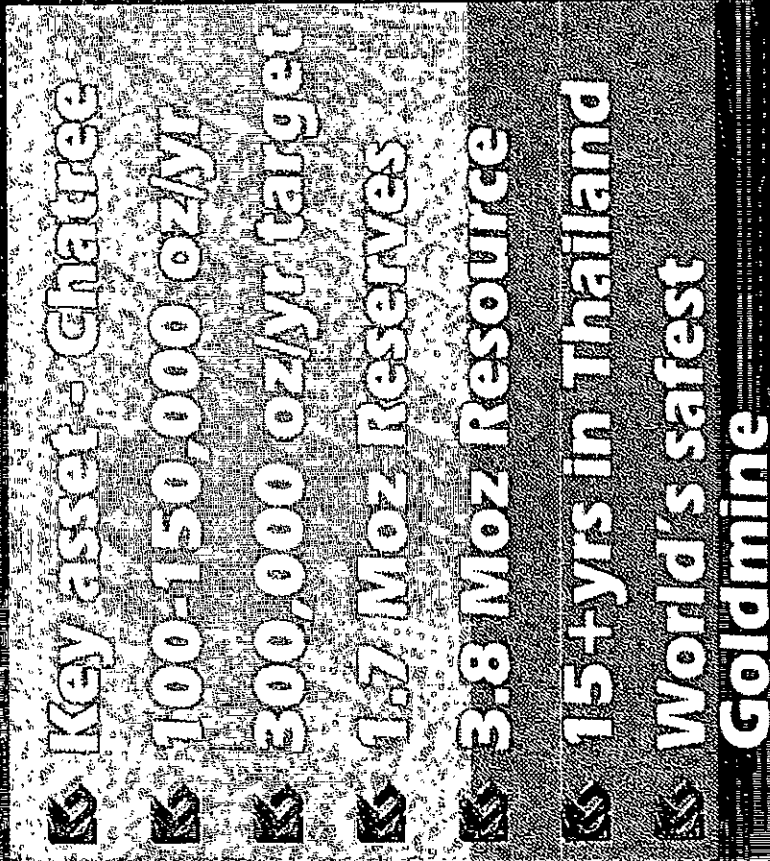 Key asset - Chatree
100-150,000 oz/yr
300,000 oz/yr target
1.7 Moz Reserves
3.8 Moz Resource
15+yrs in Thailand
World's safest
Goldmine